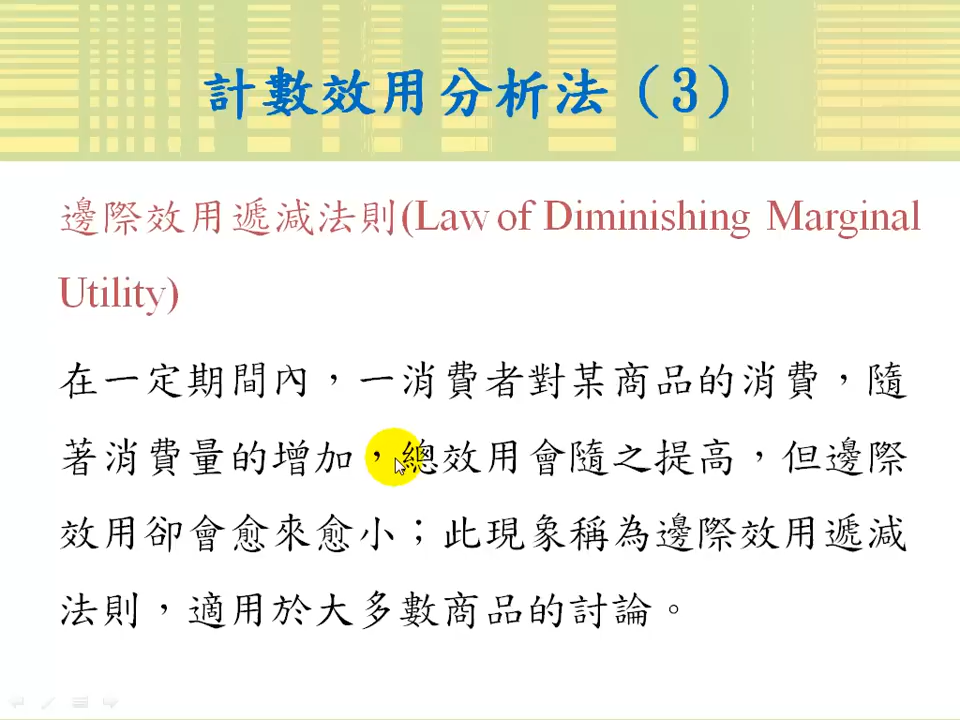 計數效用分析法（3）
邊際效用遞減法則(Law of Diminishing Marginal
Utility)
在一定期間內，一消費者對某商品的消費，隨
著消費量的增加，總效用會隨之提高，但邊際
效用卻會愈來愈小；此現象稱為邊際效用遞減
法則，適用於大多數商品的討論。